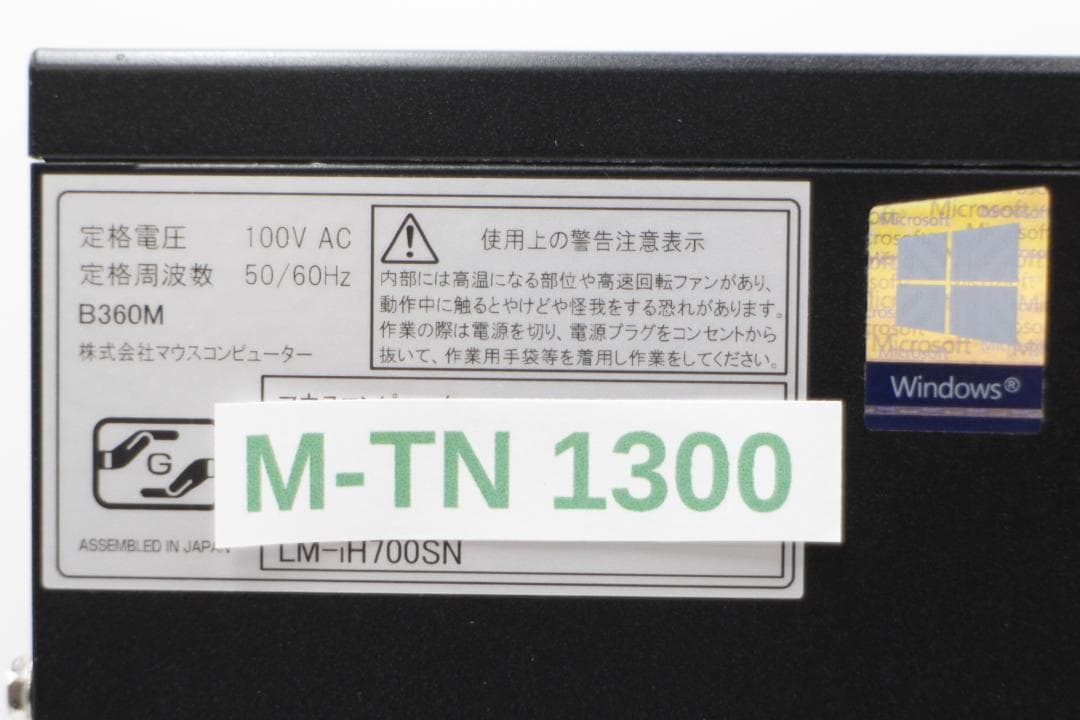 定格電圧 100V AC
定格周波数 50/60Hz
B360M
株式会社マウスコンピューター
使用上の警告注意表示
内部には高温になる部位や高速回転ファンがあり、
動作中に触るとやけどや怪我をする恐れがあります。
作業の際は電源を切り、電源プラグをコンセントから
抜いて、作業用手袋等を着用し作業をしてください。
G
M-TN 1300
ASSEMBLED IN JAPAN
LM-iH700SN
Microsoft
Windows®